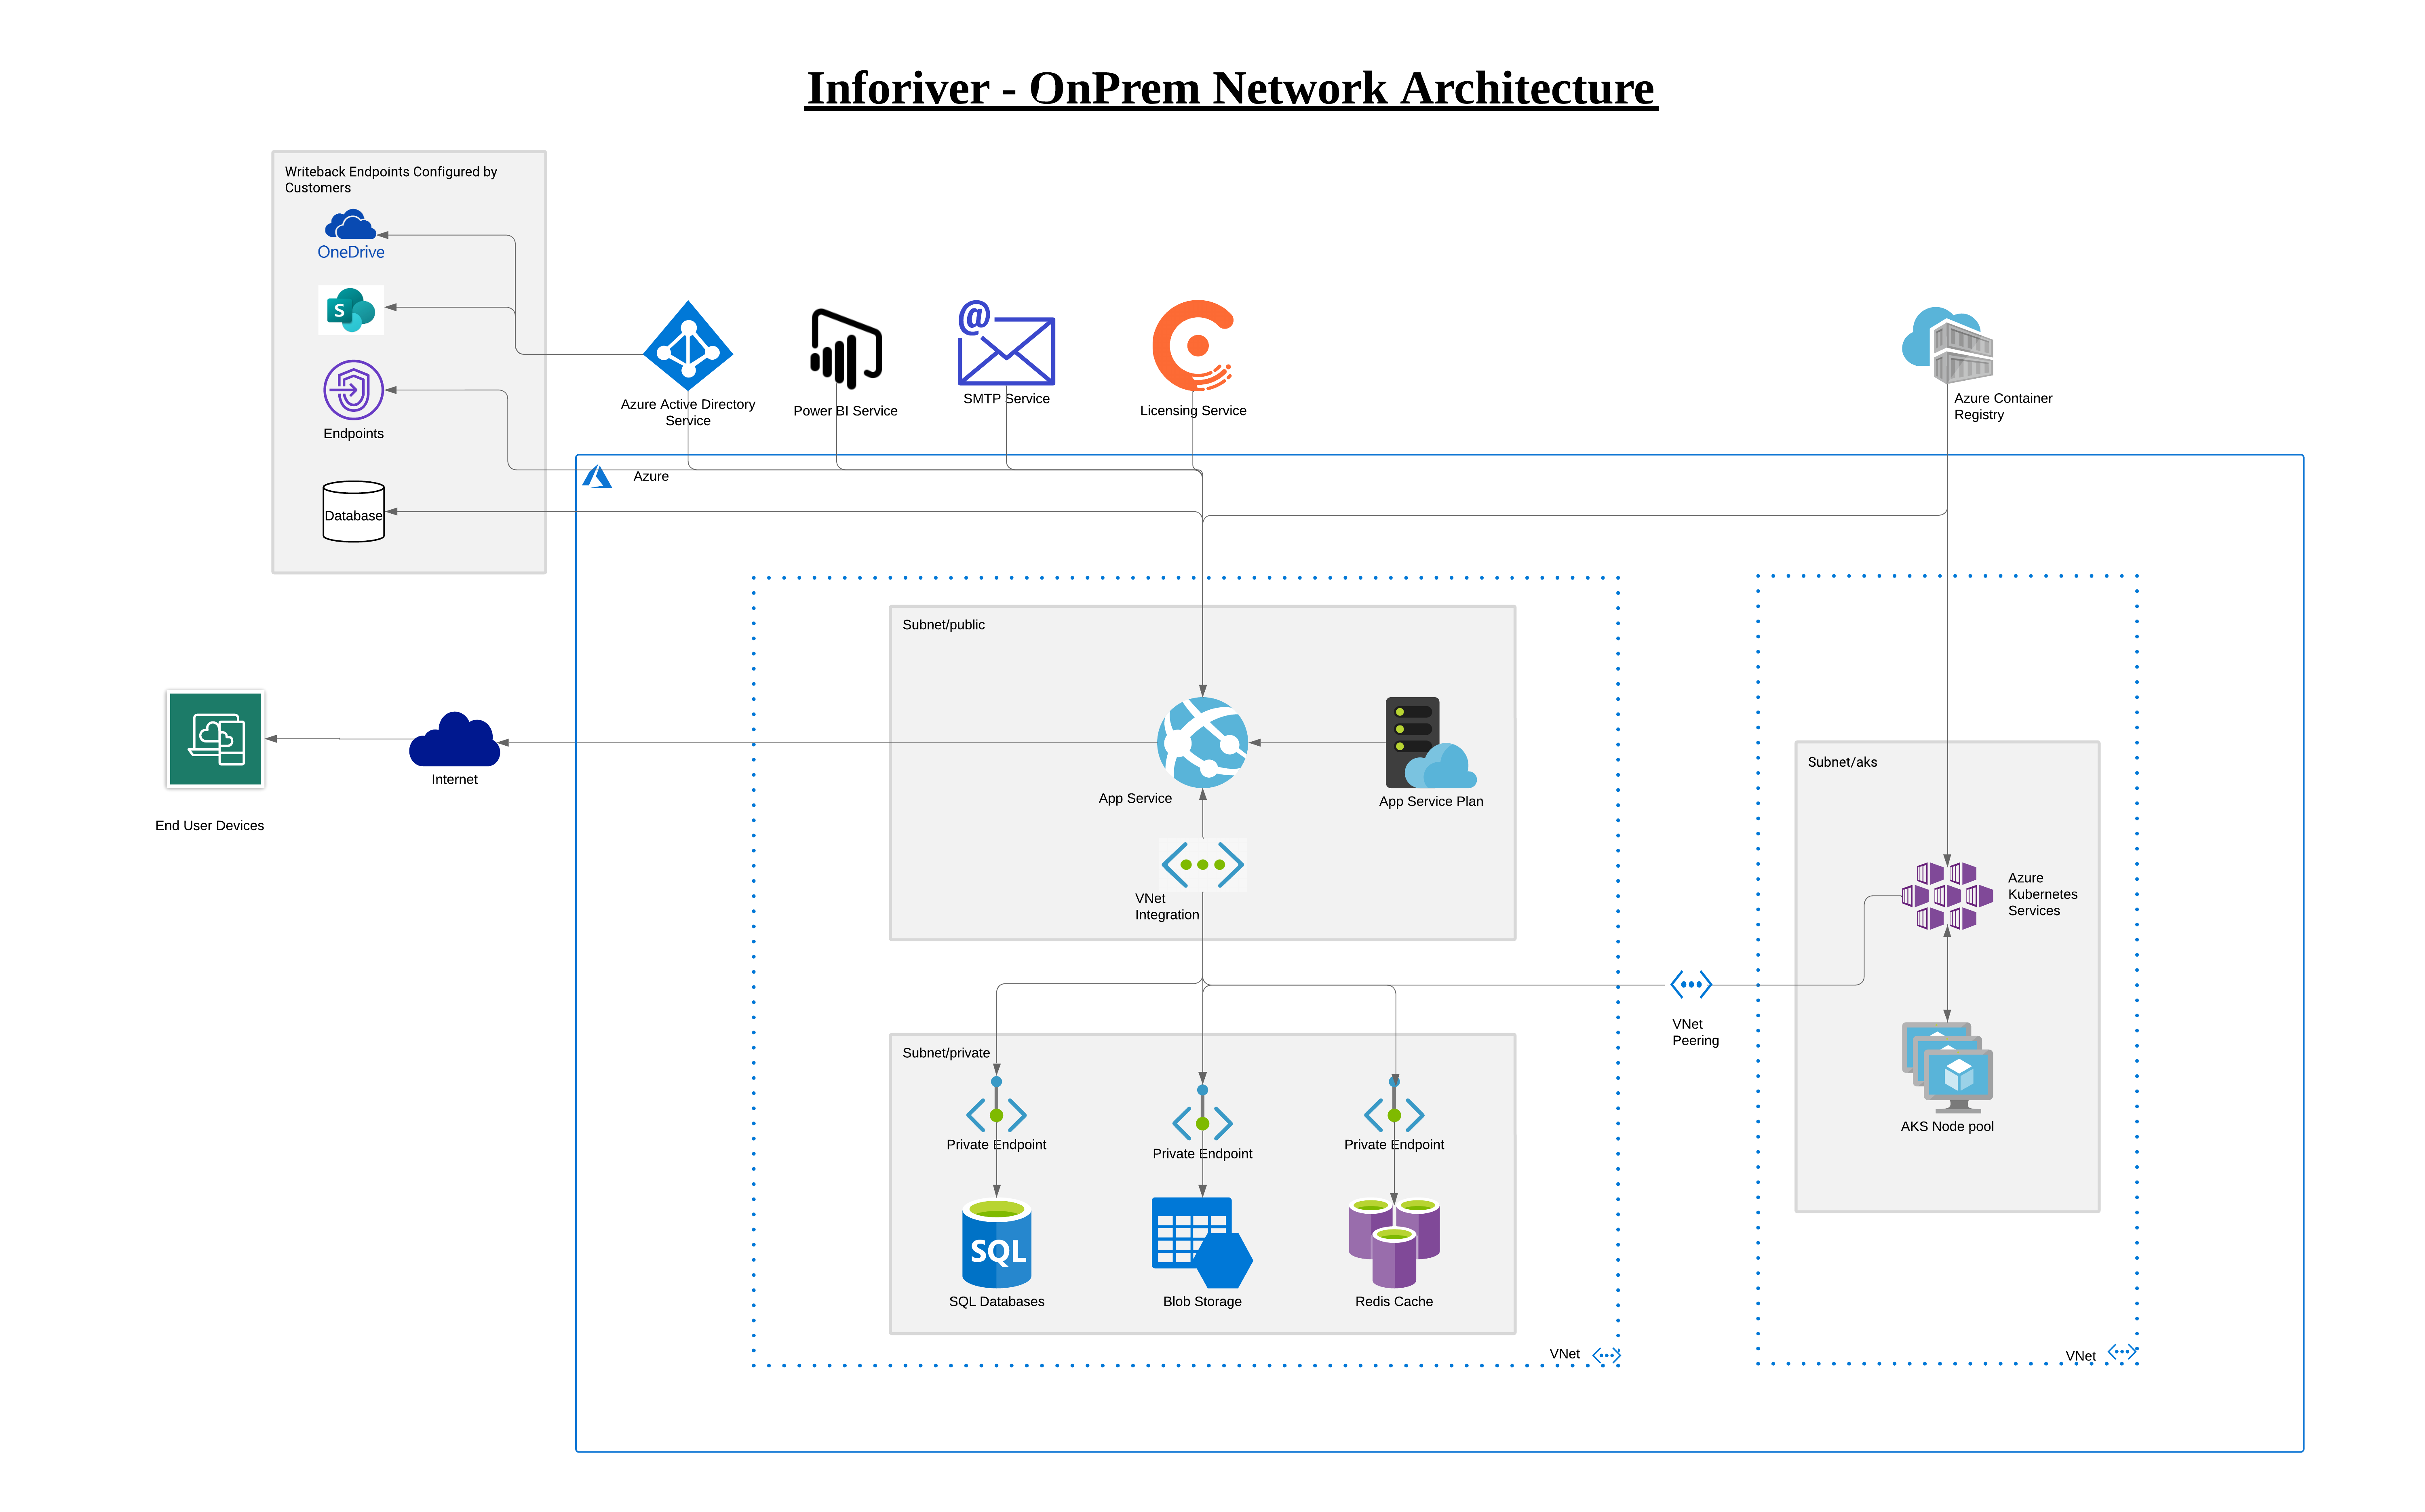 Inforiver - OnPrem Network Architecture
Writeback Endpoints Configured by
Customers
OneDrive
S
Endpoints
Database
@
Azure Active Directory
Service
Power BI Service
SMTP Service
Licensing Service
Azure Container
Registry
Azure
Subnet/public
App Service
App Service Plan
VNet
Integration
Internet
End User Devices
Subnet/aks
Azure
Kubernetes
Services
AKS Node pool
VNet
Peering
Subnet/private
Private Endpoint
Private Endpoint
Private Endpoint
SQL
SQL Databases
Blob Storage
Redis Cache
VNet
VNet